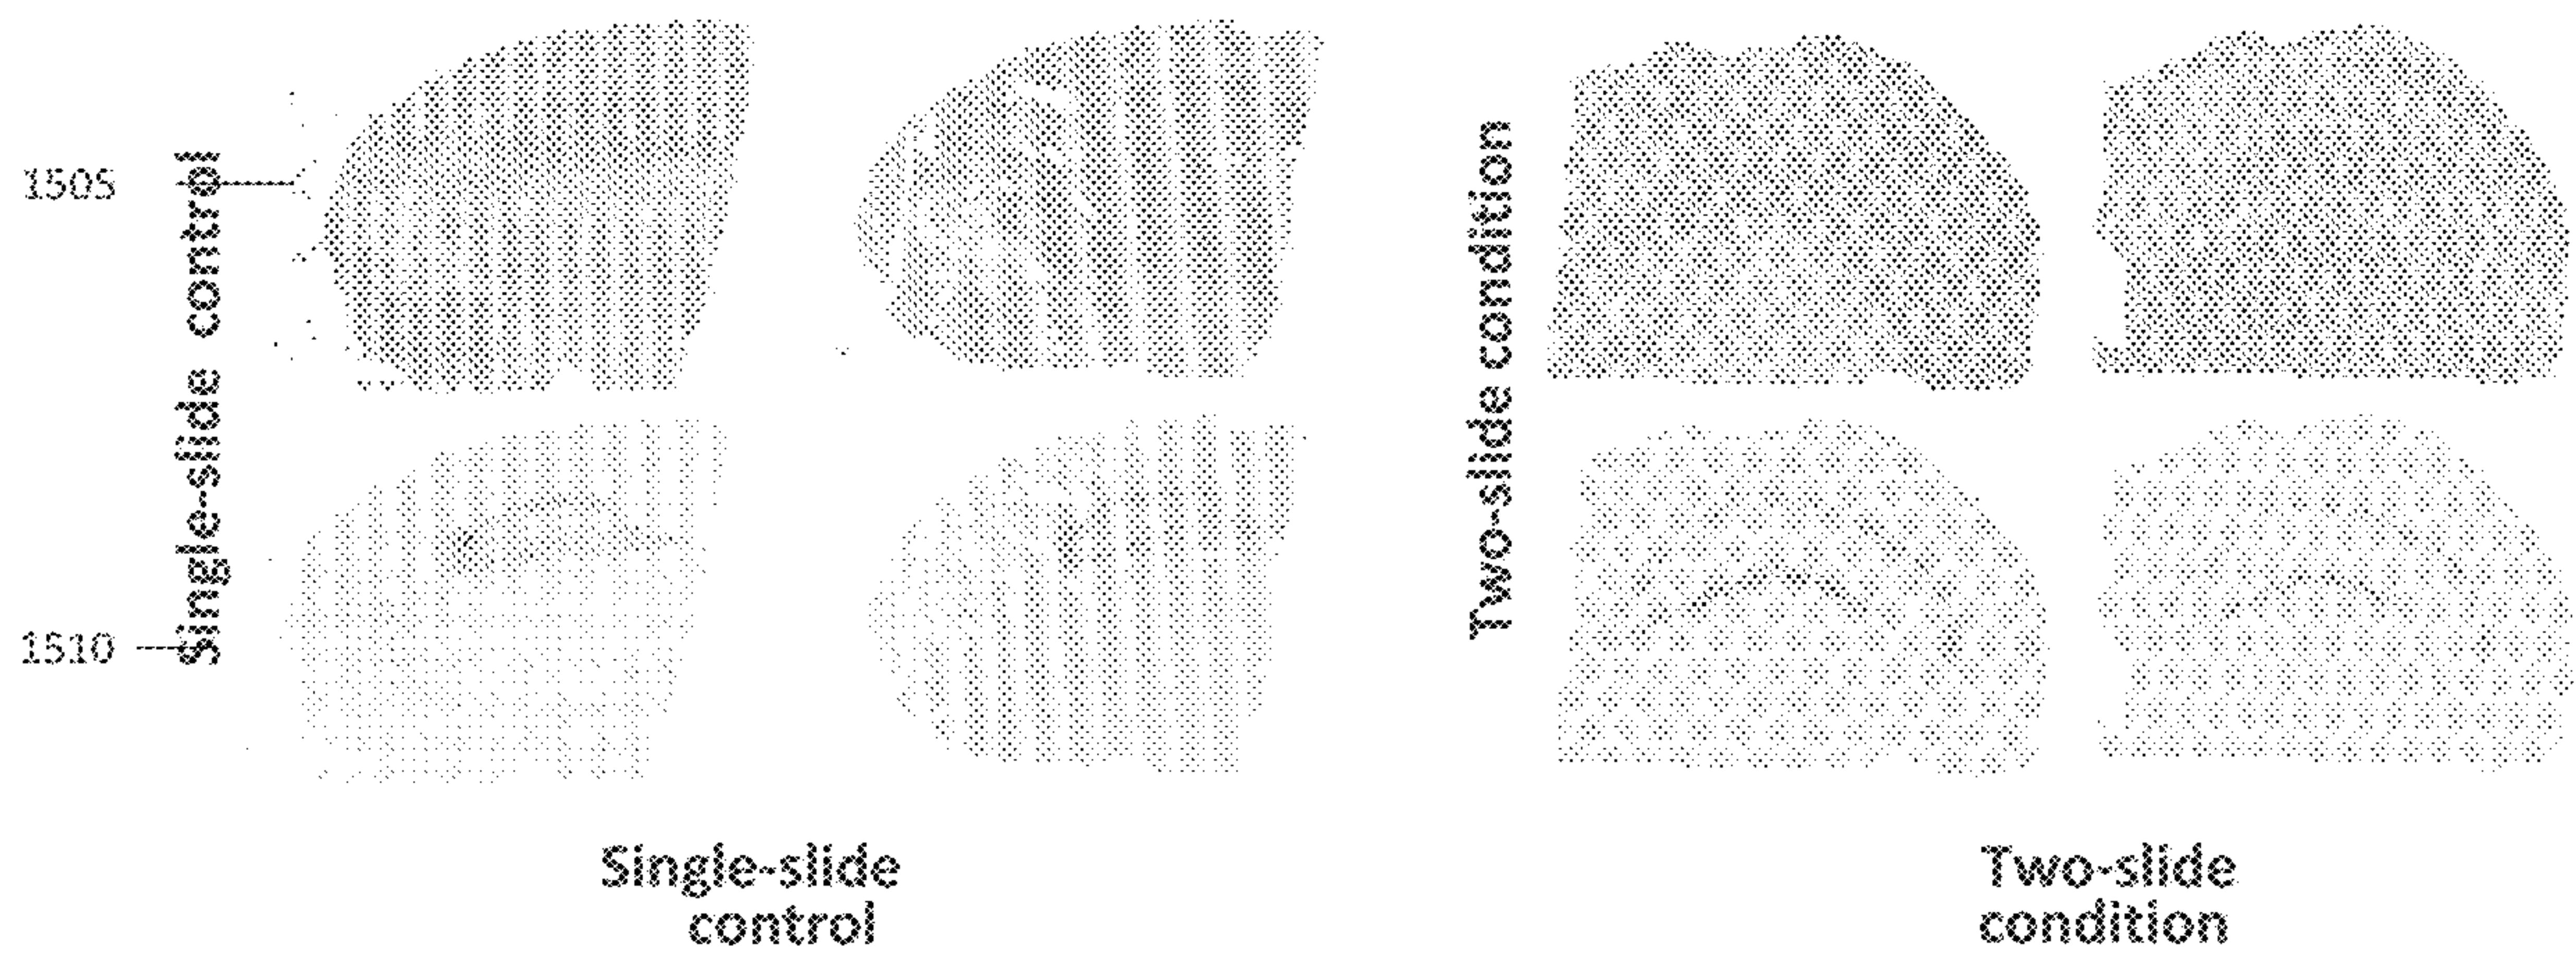 1505
1510
Single-slide control
Two-slide condition
Single-slide
control
Two-slide
condition